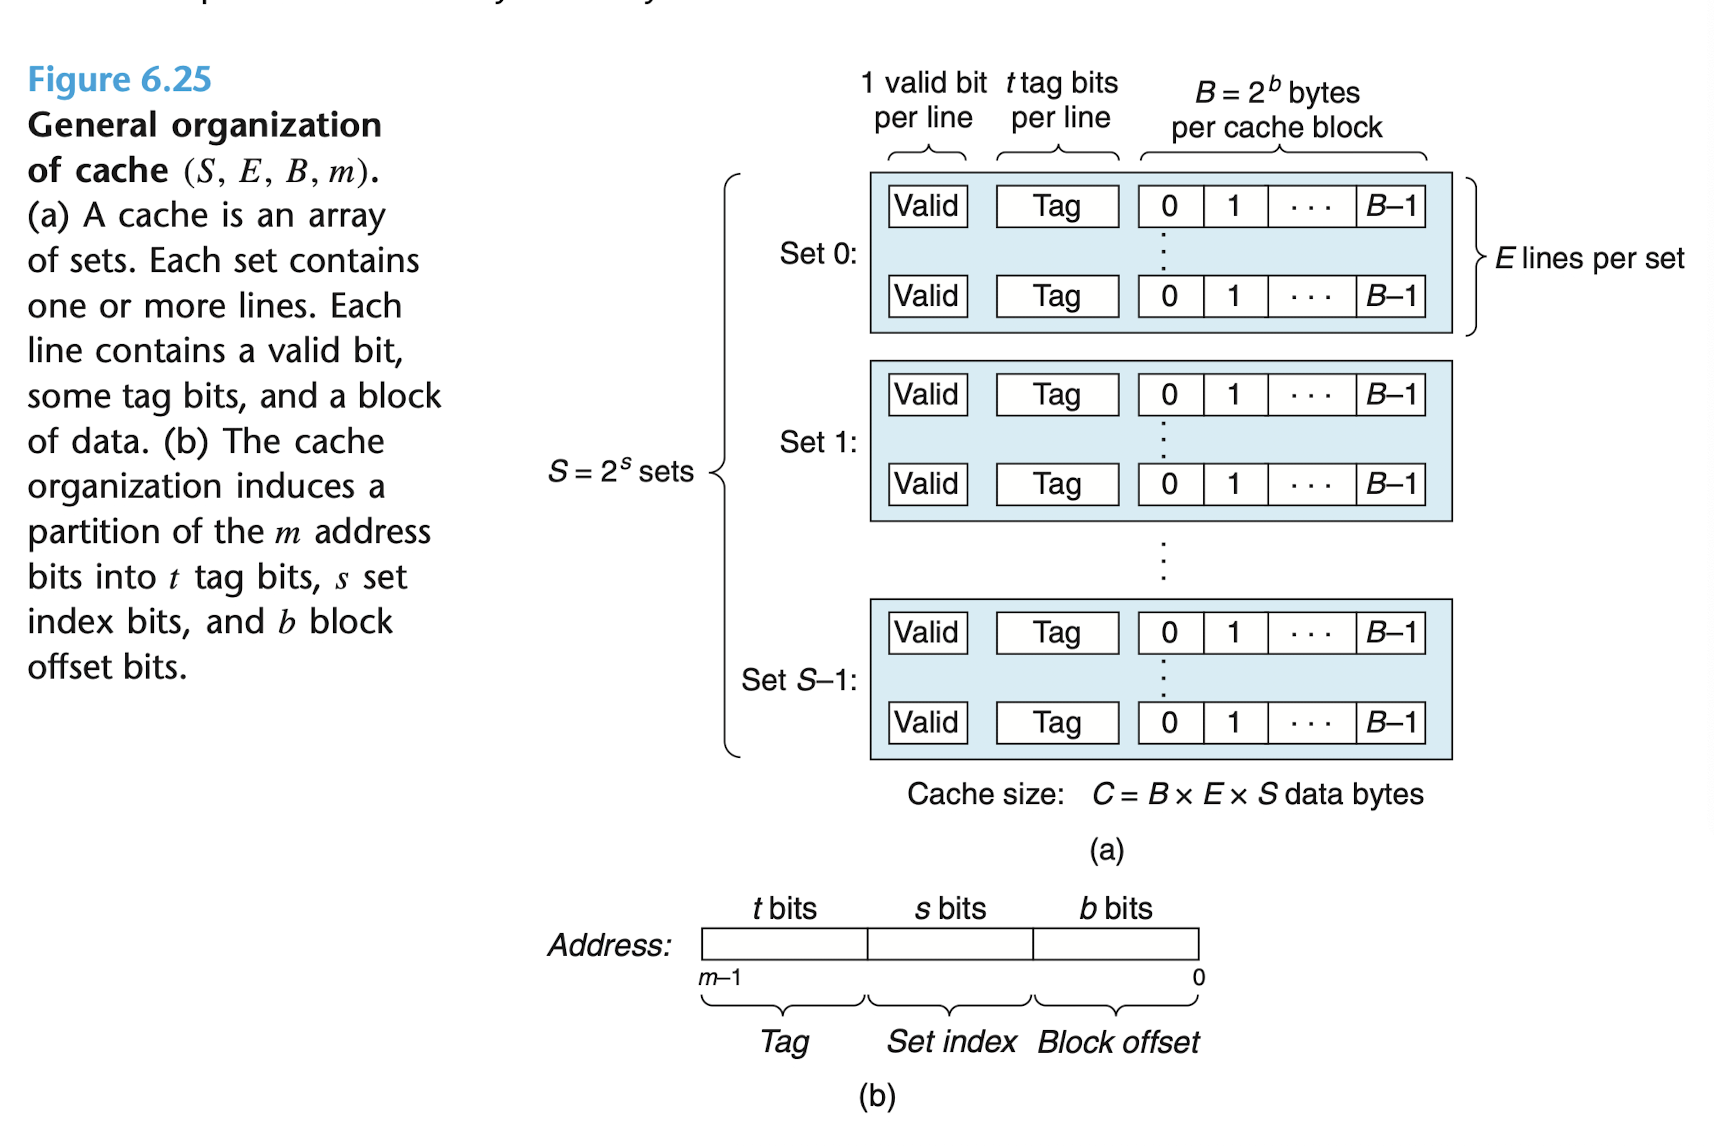 Figure 6.25
General organization
of cache (S, E, B, m).
(a) A cache is an array
of sets. Each set contains
one or more lines. Each
line contains a valid bit,
some tag bits, and a block
of data. (b) The cache
organization induces a
partition of the m address
bits into t tag bits, s set
index bits, and b block
offset bits.
1 valid bit
per line
t tag bits
per line
B = 2^b bytes
per cache block
Valid Tag 0 1 · · · B–1
Set 0:
E lines per set
Valid Tag 0 1 · · · B–1
Valid Tag 0 1 · · · B–1
Set 1:
S = 2^s sets
Valid Tag 0 1 · · · B–1
Valid Tag 0 1 · · · B–1
Set S–1:
Valid Tag 0 1 · · · B–1
Cache size: C = B × E × S data bytes
(a)
t bits s bits b bits
Address:
m–1 0
Tag Set index Block offset
(b)